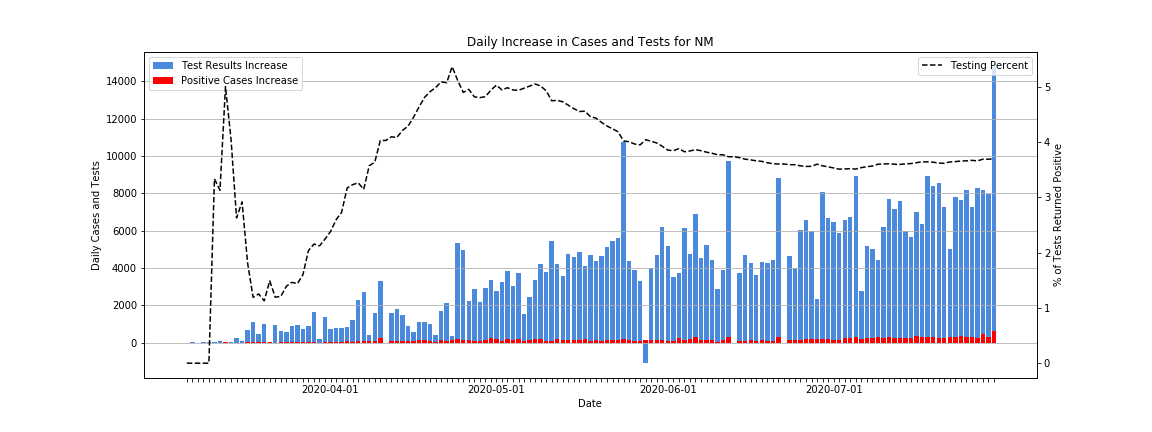 Daily Increase in Cases and Tests for NM
Test Results Increase
Positive Cases Increase
Testing Percent
14000
12000
10000
8000
6000
4000
2000
0
Daily Cases and Tests
5
4
3
2
1
0
% of Tests Returned Positive
2020-04-01
2020-05-01
2020-06-01
2020-07-01
Date